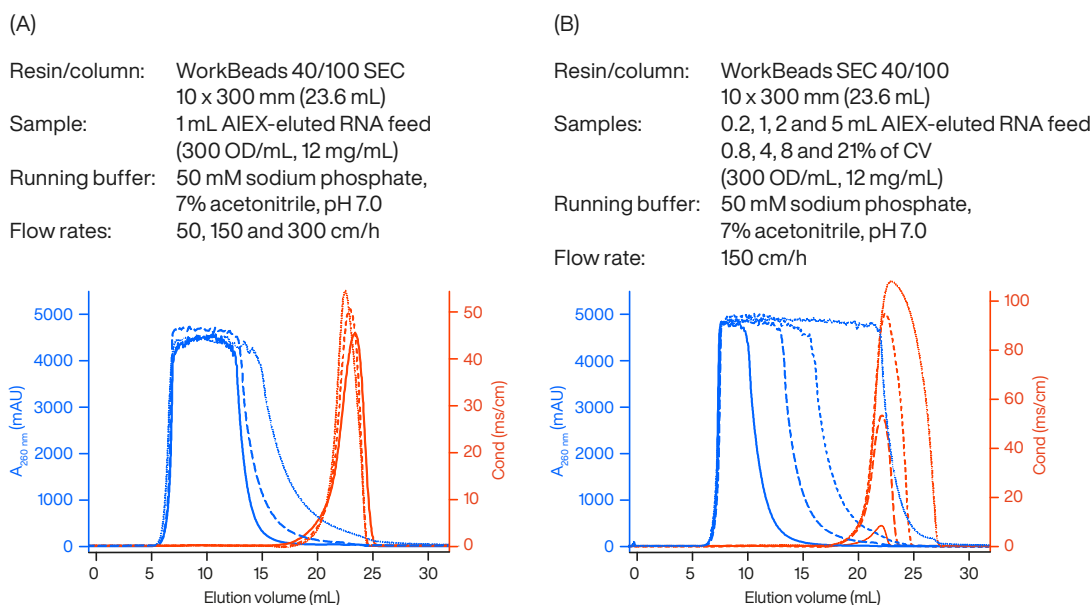 (A)
Resin/column: WorkBeads 40/100 SEC
10 x 300 mm (23.6 mL)
Sample: 1 mL AIEX-eluted RNA feed
(300 OD/mL, 12 mg/mL)
Running buffer: 50 mM sodium phosphate,
7% acetonitrile, pH 7.0
Flow rates: 50, 150 and 300 cm/h
5000
4000
3000
2000
1000
0
A260 nm (mAU)
50
40
30
20
10
0
Cond (ms/cm)
0 5 10 15 20 25 30
Elution volume (mL)
(B)
Resin/column: WorkBeads SEC 40/100
10 x 300 mm (23.6 mL)
Samples: 0.2, 1, 2 and 5 mL AIEX-eluted RNA feed
0.8, 4, 8 and 21% of CV
(300 OD/mL, 12 mg/mL)
Running buffer: 50 mM sodium phosphate,
7% acetonitrile, pH 7.0
Flow rate: 150 cm/h
5000
4000
3000
2000
1000
0
A260 nm (mAU)
100
80
60
40
20
0
Cond (ms/cm)
0 5 10 15 20 25 30
Elution volume (mL)